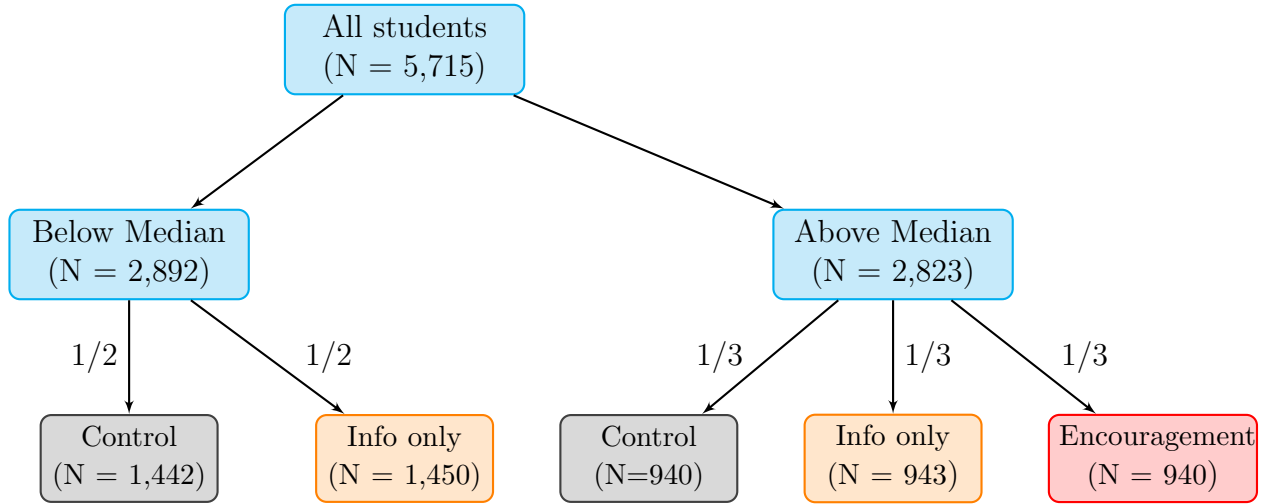 All students
(N = 5,715)
Below Median
(N = 2,892)
Above Median
(N = 2,823)
1/2
1/2
1/3
1/3
1/3
Control
(N = 1,442)
Info only
(N = 1,450)
Control
(N=940)
Info only
(N = 943)
Encouragement
(N = 940)